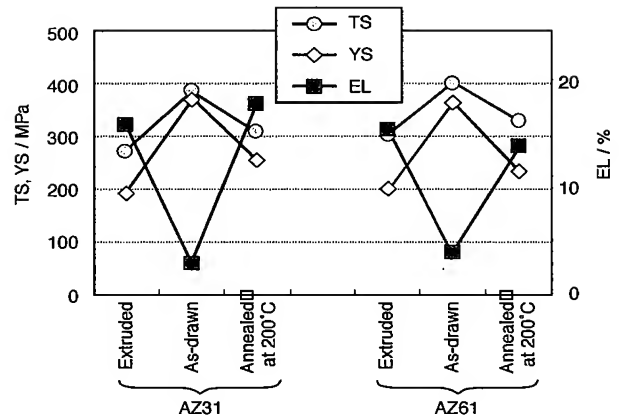 TS
YS
EL
TS, YS / MPa
500
400
300
200
100
0
EL / %
20
10
0
Extruded
As-drawn
Annealed
at 200°C
Extruded
As-drawn
Annealed
at 200°C
AZ31
AZ61